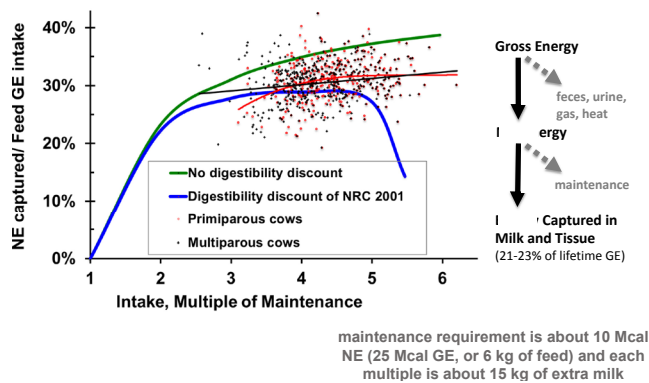 40%
30%
20%
10%
0%
NE captured/ Feed GE intake
No digestibility discount
Digestibility discount of NRC 2001
Primiparous cows
Multiparous cows
1 2 3 4 5 6
Intake, Multiple of Maintenance
Gross Energy
feces, urine,
gas, heat
maintenance
Captured in
Milk and Tissue
(21-23% of lifetime GE)
maintenance requirement is about 10 Mcal
NE (25 Mcal GE, or 6 kg of feed) and each
multiple is about 15 kg of extra milk